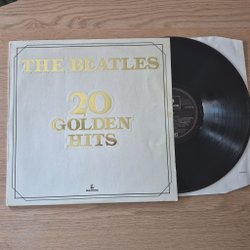 THE BEATLES
20
GOLDEN
HITS